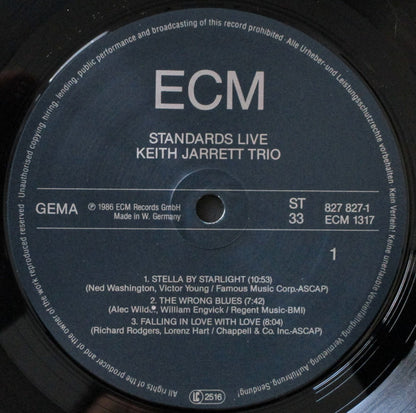 Unauthorised copying, hiring, lending, public performance and broadcasting of this record prohibited · Alle Urheber- und Leistungsschutzrechte vorbehalten
Kein Verleih! Keine unerlaubte Vervielfältigung, Vermietung, Aufführung, Sendung!
All rights of the producer and of the owner of the work reproduced reserved
ECM
STANDARDS LIVE
KEITH JARRETT TRIO
GEMA
℗ 1986 ECM Records GmbH
Made in W. Germany
ST
33
827 827-1
ECM 1317
1
1. STELLA BY STARLIGHT (10:53)
(Ned Washington, Victor Young / Famous Music Corp.-ASCAP)
2. THE WRONG BLUES (7:42)
(Alec Wilder, William Engvick / Regent Music-BMI)
3. FALLING IN LOVE WITH LOVE (8:04)
(Richard Rodgers, Lorenz Hart / Chappell & Co. Inc.-ASCAP)
LC 2516